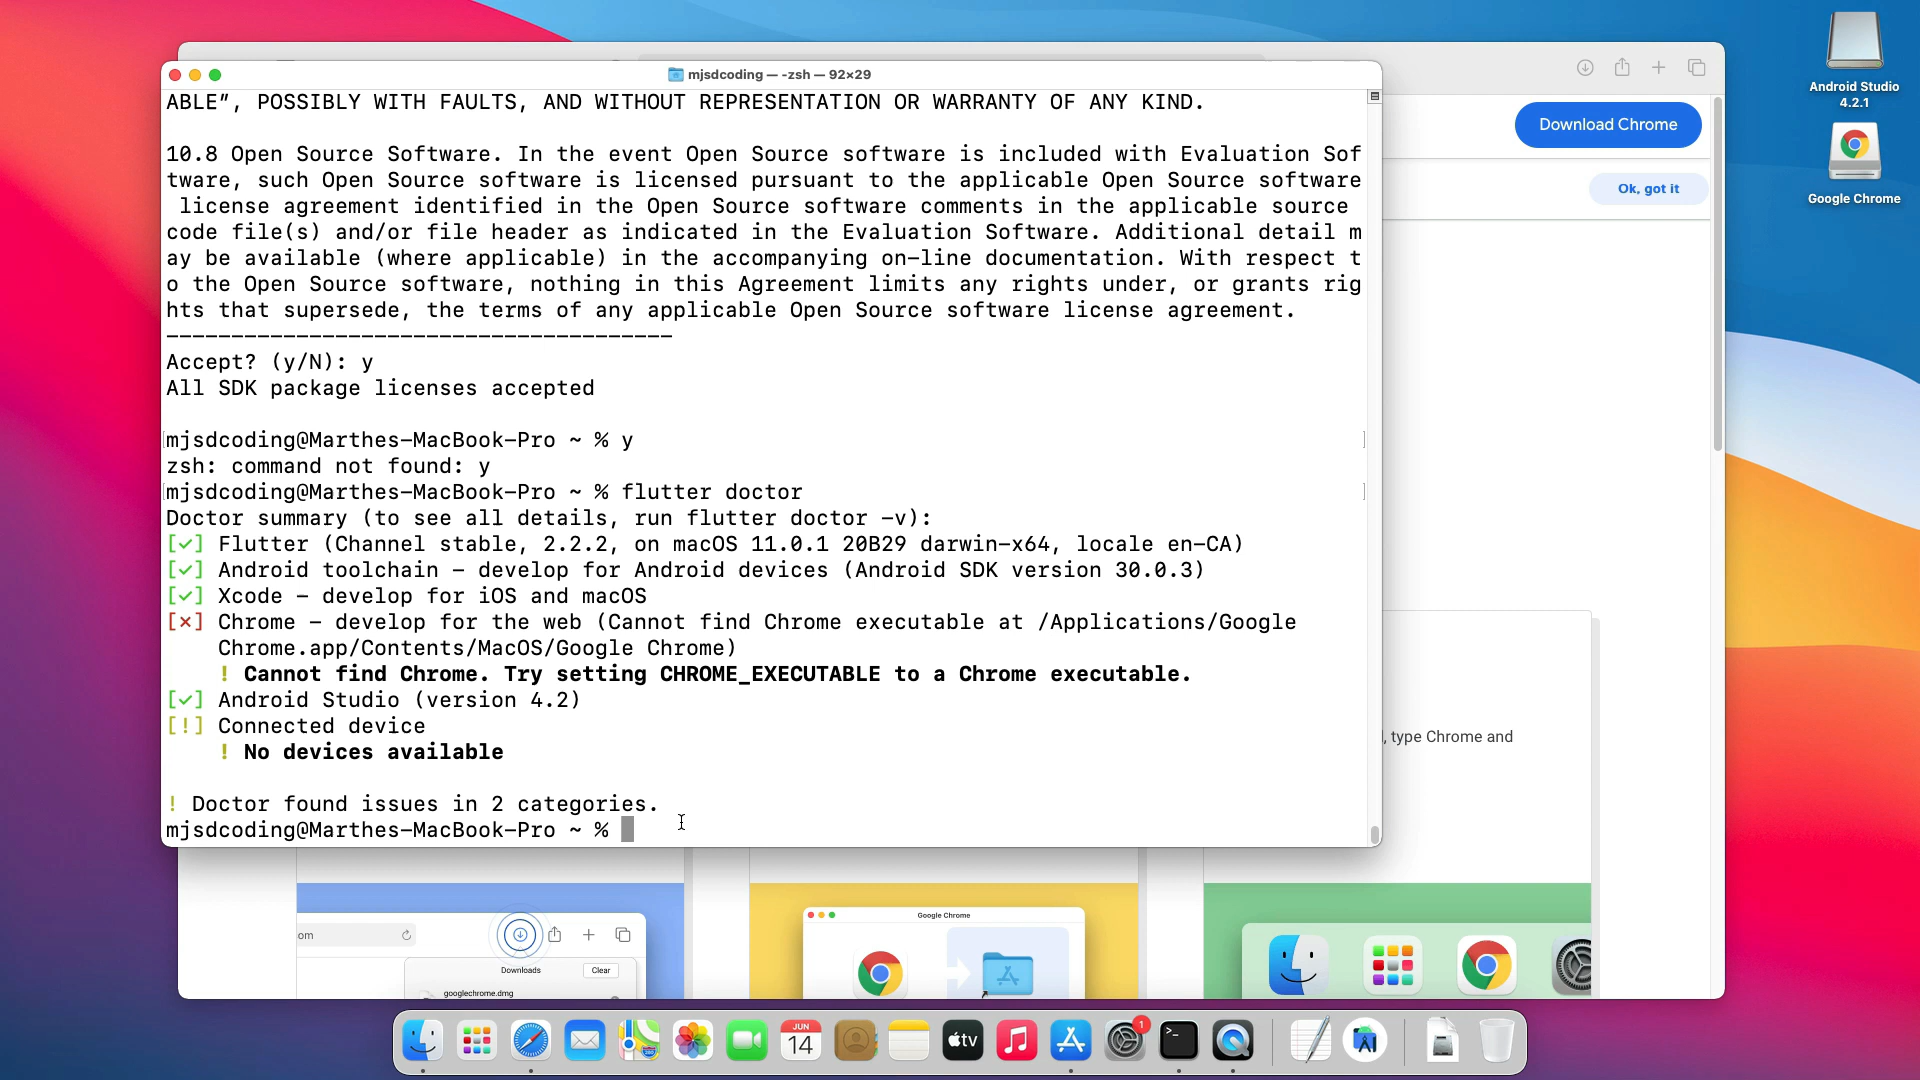 mjsdcoding — -zsh — 92×29
ABLE”, POSSIBLY WITH FAULTS, AND WITHOUT REPRESENTATION OR WARRANTY OF ANY KIND.
10.8 Open Source Software. In the event Open Source software is included with Evaluation Sof
tware, such Open Source software is licensed pursuant to the applicable Open Source software
license agreement identified in the Open Source software comments in the applicable source
code file(s) and/or file header as indicated in the Evaluation Software. Additional detail m
ay be available (where applicable) in the accompanying on-line documentation. With respect t
o the Open Source software, nothing in this Agreement limits any rights under, or grants rig
hts that supersede, the terms of any applicable Open Source software license agreement.
---------------------------------------
Accept? (y/N): y
All SDK package licenses accepted
mjsdcoding@Marthes-MacBook-Pro ~ % y
zsh: command not found: y
mjsdcoding@Marthes-MacBook-Pro ~ % flutter doctor
Doctor summary (to see all details, run flutter doctor -v):
[✓] Flutter (Channel stable, 2.2.2, on macOS 11.0.1 20B29 darwin-x64, locale en-CA)
[✓] Android toolchain - develop for Android devices (Android SDK version 30.0.3)
[✓] Xcode - develop for iOS and macOS
[✗] Chrome - develop for the web (Cannot find Chrome executable at /Applications/Google
Chrome.app/Contents/MacOS/Google Chrome)
! Cannot find Chrome. Try setting CHROME_EXECUTABLE to a Chrome executable.
[✓] Android Studio (version 4.2)
[!] Connected device
! No devices available
! Doctor found issues in 2 categories.
mjsdcoding@Marthes-MacBook-Pro ~ %
Download Chrome
Ok, got it
, type Chrome and
Android Studio
4.2.1
Google Chrome
om
Downloads
Clear
googlechrome.dmg
Google Chrome
JUN
14
tv
1
>_